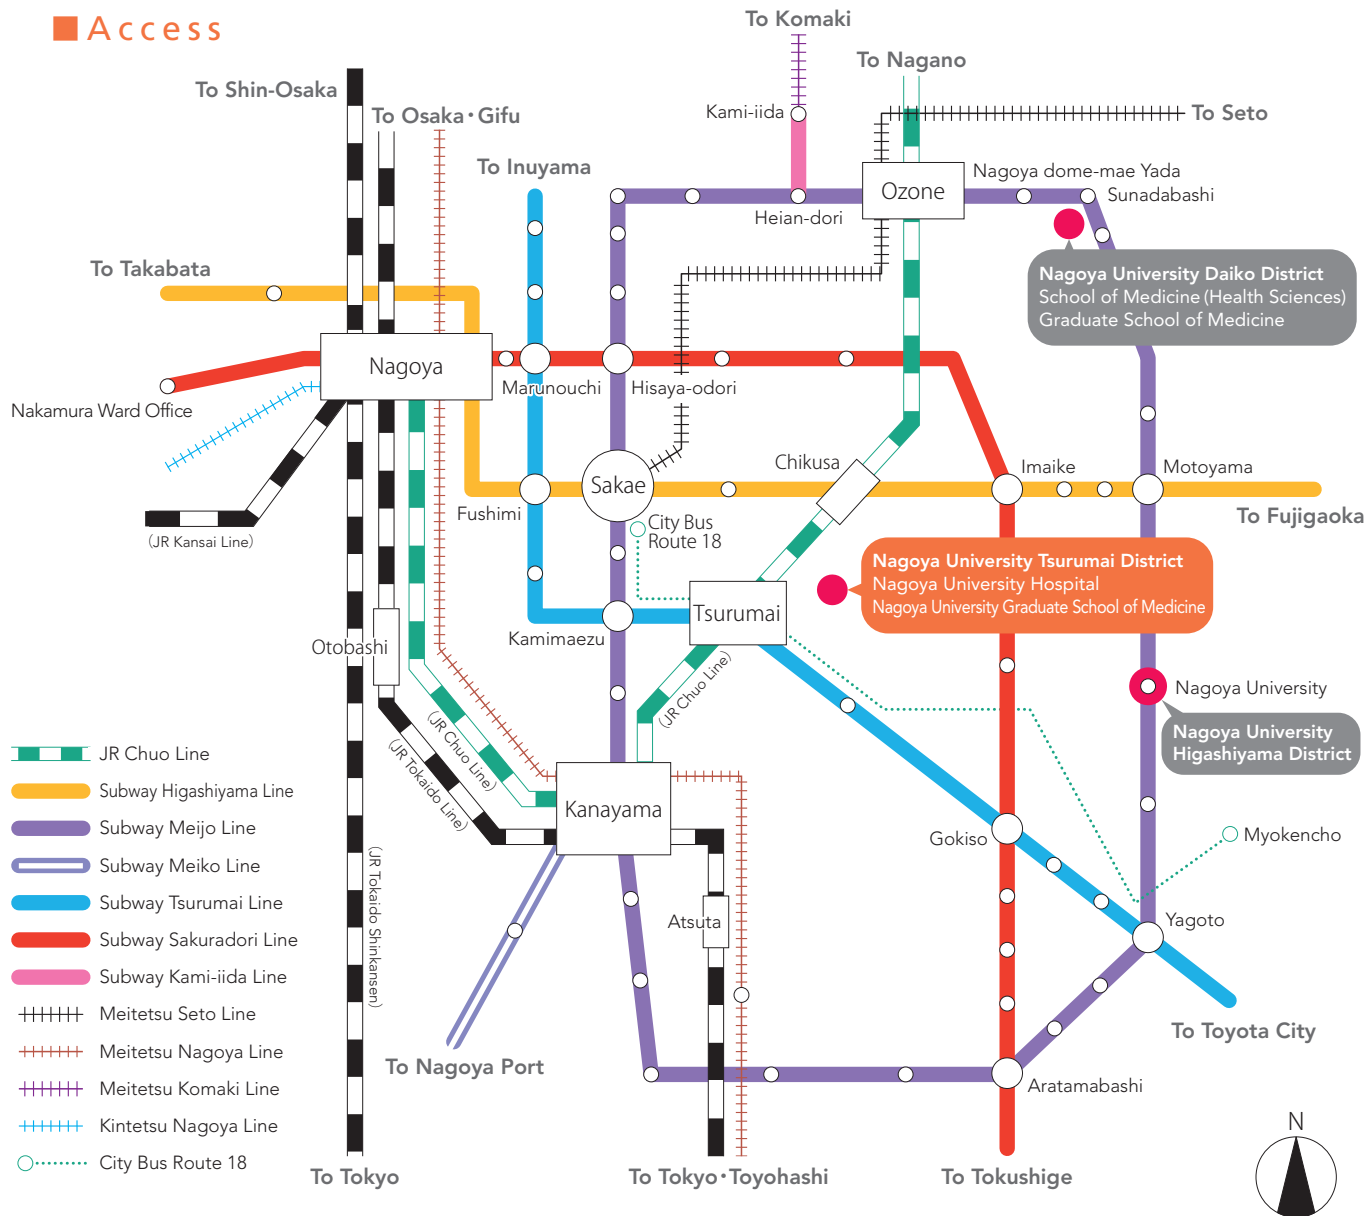 Access
To Komaki
To Nagano
To Shin-Osaka
To Osaka・Gifu
Kami-iida
To Seto
To Inuyama
Nagoya dome-mae Yada
Ozone
Sunadabashi
Heian-dori
To Takabata
Nagoya University Daiko District
School of Medicine (Health Sciences)
Graduate School of Medicine
Nagoya
Marunouchi
Hisaya-odori
Nakamura Ward Office
Chikusa
Imaike
Motoyama
Sakae
Fushimi
To Fujigaoka
City Bus
Route 18
(JR Kansai Line)
Nagoya University Tsurumai District
Nagoya University Hospital
Nagoya University Graduate School of Medicine
Tsurumai
Kamimaezu
Otobashi
(JR Chuo Line)
Nagoya University
(JR Chuo Line)
(JR Tokaido Line)
Nagoya University
Higashiyama District
JR Chuo Line
Subway Higashiyama Line
Kanayama
Subway Meijo Line
Gokiso
Myokencho
Subway Meiko Line
(JR Tokaido Shinkansen)
Subway Tsurumai Line
Atsuta
Yagoto
Subway Sakuradori Line
Subway Kami-iida Line
Meitetsu Seto Line
To Toyota City
Meitetsu Nagoya Line
To Nagoya Port
Meitetsu Komaki Line
Aratamabashi
Kintetsu Nagoya Line
City Bus Route 18
N
To Tokyo
To Tokyo・Toyohashi
To Tokushige